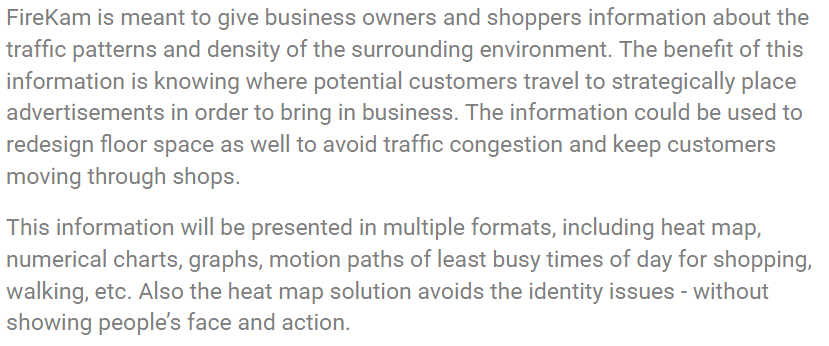 FireKam is meant to give business owners and shoppers information about the
traffic patterns and density of the surrounding environment. The benefit of this
information is knowing where potential customers travel to strategically place
advertisements in order to bring in business. The information could be used to
redesign floor space as well to avoid traffic congestion and keep customers
moving through shops.
This information will be presented in multiple formats, including heat map,
numerical charts, graphs, motion paths of least busy times of day for shopping,
walking, etc. Also the heat map solution avoids the identity issues - without
showing people’s face and action.